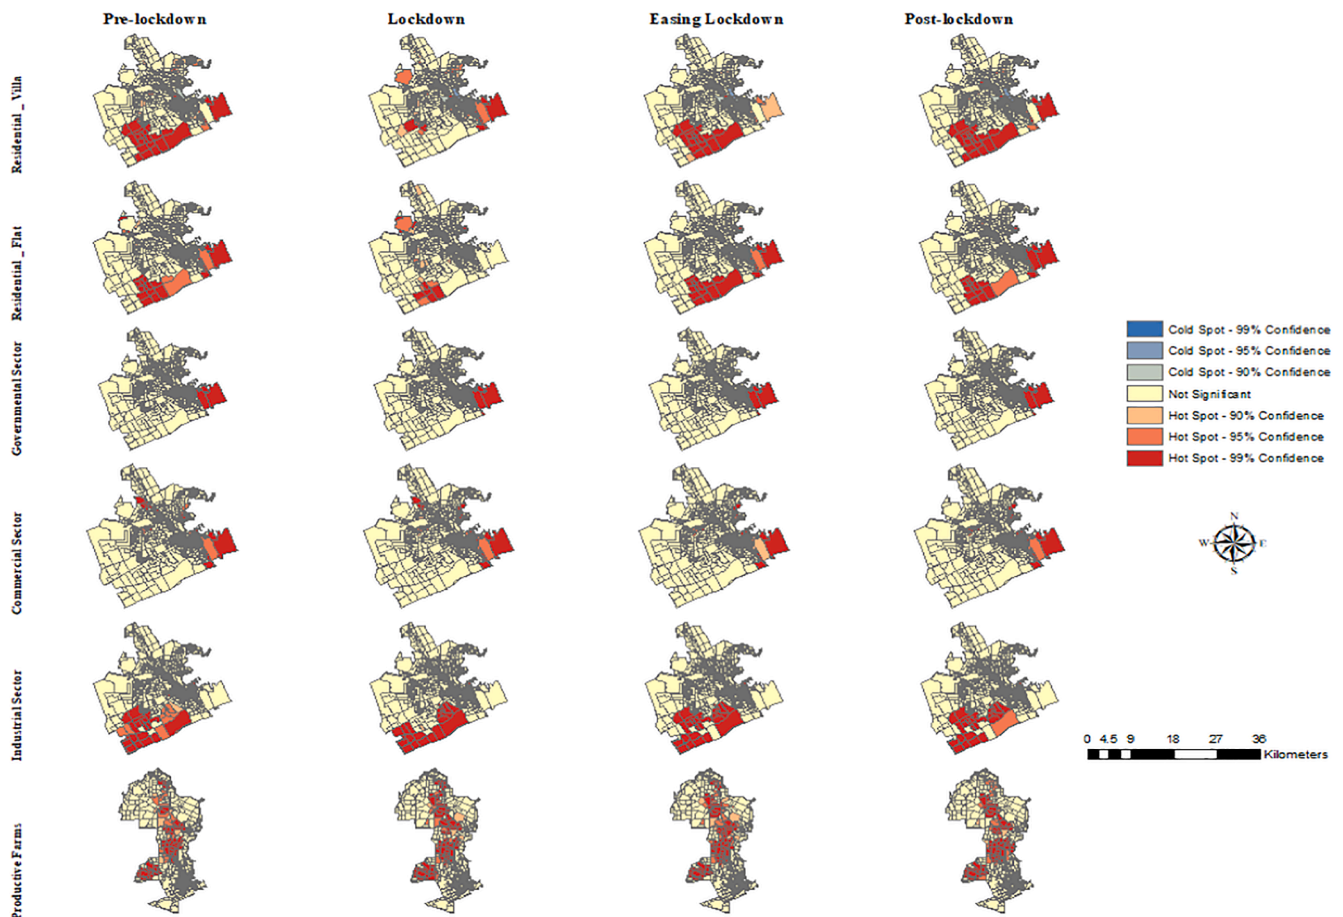 Pre-lockdown
Lockdown
Easing Lockdown
Post-lockdown
Residential _ Villa
Residential _ Flat
Governmental Sector
Commercial Sector
Industrial Sector
Productive Farms
Cold Spot - 99% Confidence
Cold Spot - 95% Confidence
Cold Spot - 90% Confidence
Not Significant
Hot Spot - 90% Confidence
Hot Spot - 95% Confidence
Hot Spot - 99% Confidence
N
W E
S
0 4.5 9 18 27 36
Kilometers